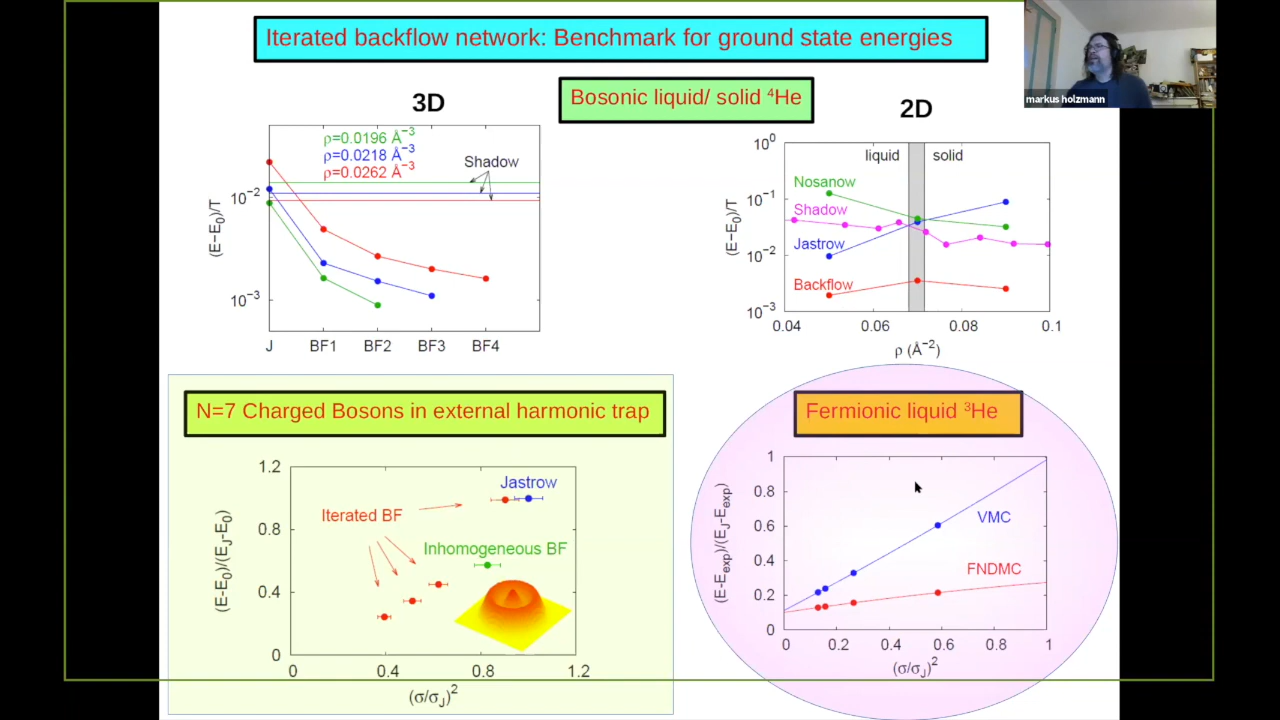 Iterated backflow network: Benchmark for ground state energies
markus holzmann
Bosonic liquid/ solid ⁴He
3D
ρ=0.0196 Å⁻³
ρ=0.0218 Å⁻³
ρ=0.0262 Å⁻³
Shadow
10⁻²
10⁻³
(E−E₀)/T
J BF1 BF2 BF3 BF4
2D
10⁰
10⁻¹
10⁻²
10⁻³
(E−E₀)/T
liquid solid
Nosanow
Shadow
Jastrow
Backflow
0.04 0.06 0.08 0.1
ρ (Å⁻²)
N=7 Charged Bosons in external harmonic trap
1.2
0.8
0.4
0
(E-E₀)/(E_J-E₀)
Jastrow
Iterated BF
Inhomogeneous BF
0 0.4 0.8 1.2
(σ/σ_J)²
Fermionic liquid ³He
1
0.8
0.6
0.4
0.2
0
(E-E_exp)/(E_J-E_exp)
VMC
FNDMC
0 0.2 0.4 0.6 0.8 1
(σ/σ_J)²